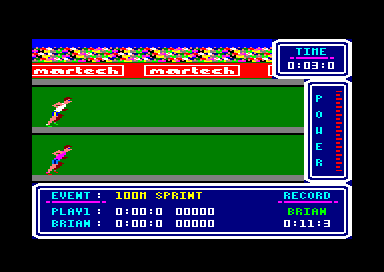 TIME
0:03:0
martech martech
POWER
EVENT: 100M SPRINT RECORD
PLAY1: 0:00:0 00000 BRIAN
BRIAN: 0:00:0 00000 0:11:3